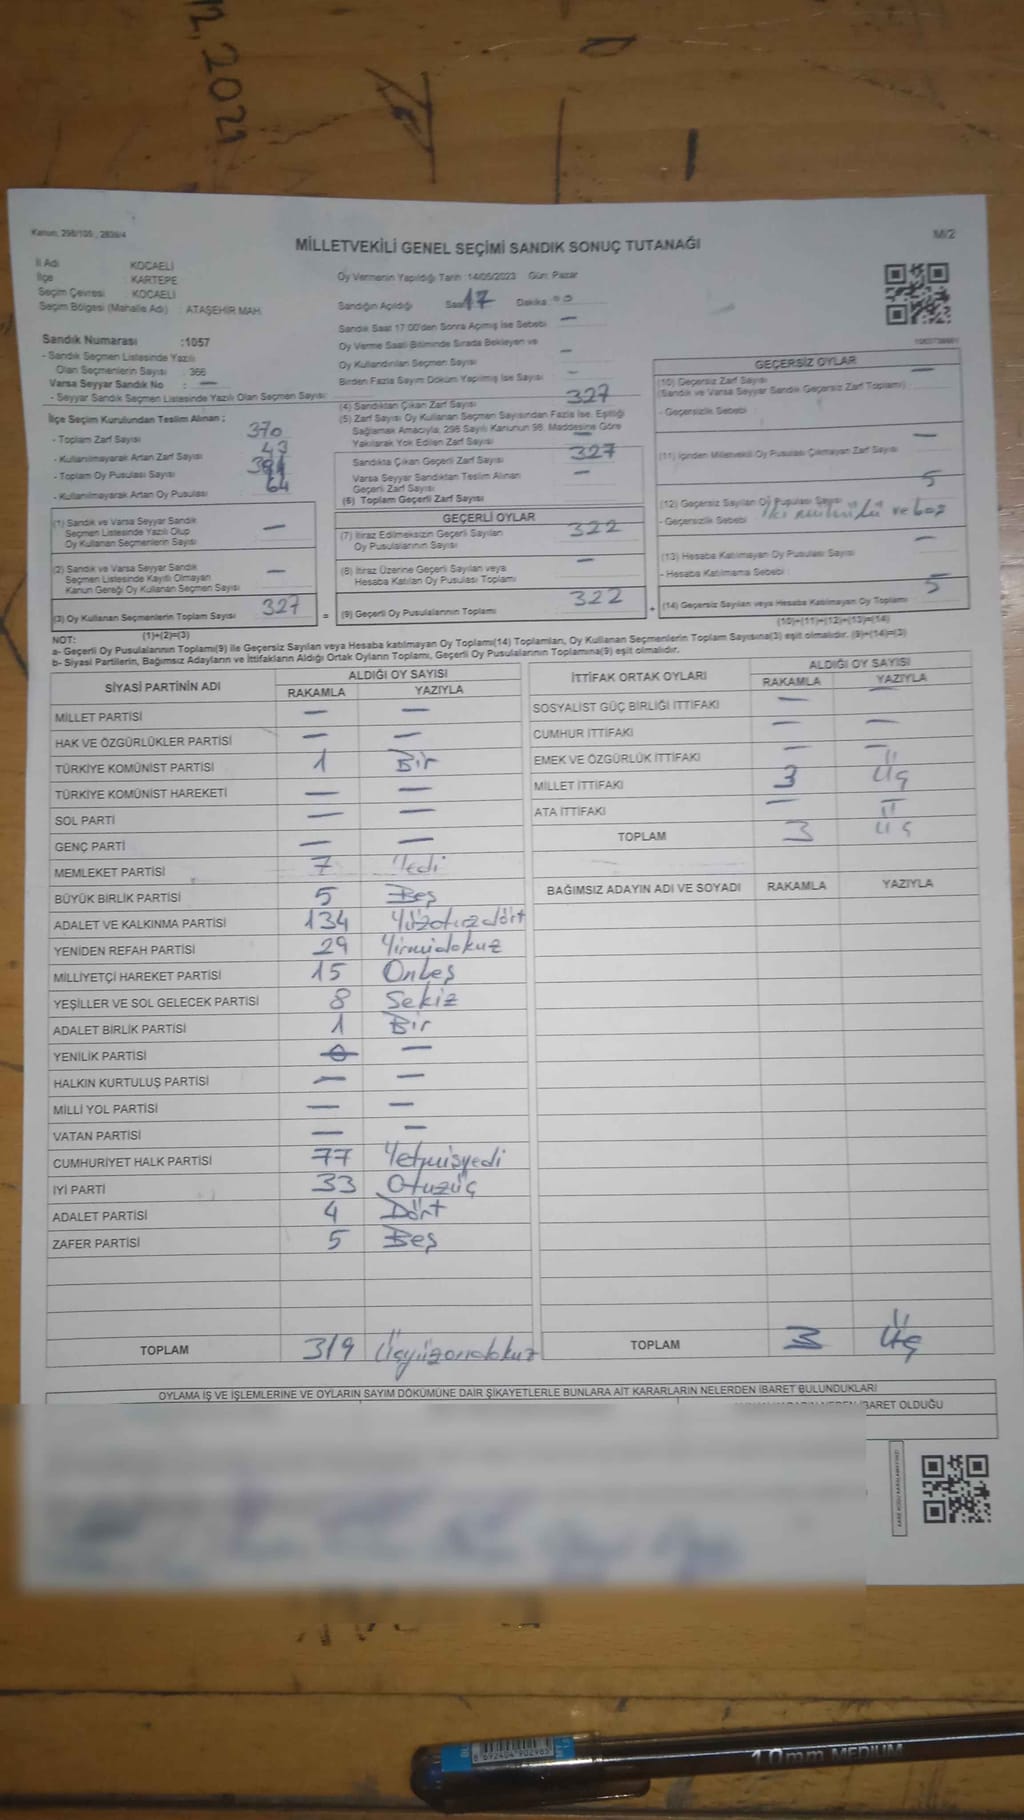 12, 2021
Kanun, 298/105 , 2839/4
MİLLETVEKİLİ GENEL SEÇİMİ SANDIK SONUÇ TUTANAĞI
M/2
İl Adı KOCAELİ
İlçe KARTEPE
Seçim Çevresi KOCAELİ
Seçim Bölgesi (Mahalle Adı) : ATAŞEHİR MAH.
Oy Vermenin Yapıldığı Tarih :14/05/2023 Gün: Pazar
Sandığın Açıldığı Saat 17 Dakika 00
Sandık Saat 17:00'den Sonra Açımış İse Sebebi —
Oy Verme Saati Bitiminde Sırada Bekleyen ve
Oy Kullandırılan Seçmen Sayısı —
Birden Fazla Sayım Döküm Yapılmış İse Sayısı —
Sandık Numarası :1057
- Sandık Seçmen Listesinde Yazılı
Olan Seçmenlerin Sayısı : 366
Varsa Seyyar Sandık No : —
- Seyyar Sandık Seçmen Listesinde Yazılı Olan Seçmen Sayısı
İlçe Seçim Kurulundan Teslim Alınan ;
- Toplam Zarf Sayısı 370
- Kullanılmayarak Artan Zarf Sayısı 43
- Toplam Oy Pusulası Sayısı
- Kullanılmayarak Artan Oy Pusulası 64
(1) Sandık ve Varsa Seyyar Sandık
Seçmen Listesinde Yazılı Olup
Oy Kullanan Seçmenlerin Sayısı —
(2) Sandık ve Varsa Seyyar Sandık
Seçmen Listesinde Kayıtlı Olmayan
Kanun Gereği Oy Kullanan Seçmen Sayısı —
(3) Oy Kullanan Seçmenlerin Toplam Sayısı 327 =
(1)+(2)=(3)
(4) Sandıktan Çıkan Zarf Sayısı 327
(5) Zarf Sayısı Oy Kullanan Seçmen Sayısından Fazla İse, Eşitliği
Sağlamak Amacıyla, 298 Sayılı Kanunun 98. Maddesine Göre
Yakılarak Yok Edilen Zarf Sayısı —
Sandıkta Çıkan Geçerli Zarf Sayısı 327
Varsa Seyyar Sandıktan Teslim Alınan
Geçerli Zarf Sayısı —
(6) Toplam Geçerli Zarf Sayısı
GEÇERLİ OYLAR
(7) İtiraz Edilmeksizin Geçerli Sayılan
Oy Pusulalarının Sayısı 322
(8) İtiraz Üzerine Geçerli Sayılan veya
Hesaba Katılan Oy Pusulası Toplamı —
(9) Geçerli Oy Pusulalarının Toplamı 322 +
GEÇERSİZ OYLAR
(10) Geçersiz Zarf Sayısı —
(Sandık ve Varsa Seyyar Sandık Geçersiz Zarf Toplamı)
- Geçersizlik Sebebi :
(11) İçinden Milletvekili Oy Pusulası Çıkmayan Zarf Sayısı —
(12) Geçersiz Sayılan Oy Pusulası Sayısı 5
- Geçersizlik Sebebi iki mühürlü ve boş
(13) Hesaba Katılmayan Oy Pusulası Sayısı —
- Hesaba Katılmama Sebebi :
(14) Geçersiz Sayılan veya Hesaba Katılmayan Oy Toplamı 5
(10)+(11)+(12)+(13)=(14)
NOT:
a- Geçerli Oy Pusulasının Toplamı(9) ile Geçersiz Sayılan veya Hesaba katılmayan Oy Toplamı(14) Toplamları, Oy Kullanan Seçmenlerin Toplam Sayısına(3) eşit olmalıdır. (9)+(14)=(3)
b- Siyasi Partilerin, Bağımsız Adayların ve İttifakların Aldığı Ortak Oyların Toplamı, Geçerli Oy Pusulalarının Toplamına(9) eşit olmalıdır.
SİYASİ PARTİNİN ADI ALDIĞI OY SAYISI
RAKAMLA YAZIYLA
MİLLET PARTİSİ — —
HAK VE ÖZGÜRLÜKLER PARTİSİ — —
TÜRKİYE KOMÜNİST PARTİSİ 1 Bir
TÜRKİYE KOMÜNİST HAREKETİ — —
SOL PARTİ — —
GENÇ PARTİ — —
MEMLEKET PARTİSİ 7 Yedi
BÜYÜK BİRLİK PARTİSİ 5 Beş
ADALET VE KALKINMA PARTİSİ 134 Yüzotuzdört
YENİDEN REFAH PARTİSİ 29 Yirmidokuz
MİLLİYETÇİ HAREKET PARTİSİ 15 Onbeş
YEŞİLLER VE SOL GELECEK PARTİSİ 8 Sekiz
ADALET BİRLİK PARTİSİ 1 Bir
YENİLİK PARTİSİ —
HALKIN KURTULUŞ PARTİSİ — —
MİLLİ YOL PARTİSİ — —
VATAN PARTİSİ — —
CUMHURİYET HALK PARTİSİ 77 Yetmişyedi
İYİ PARTİ 33 Otuzüç
ADALET PARTİSİ 4 Dört
ZAFER PARTİSİ 5 Beş
TOPLAM 319 Üçyüzondokuz
İTTİFAK ORTAK OYLARI ALDIĞI OY SAYISI
RAKAMLA YAZIYLA
SOSYALİST GÜÇ BİRLİĞİ İTTİFAKI — —
CUMHUR İTTİFAKI — —
EMEK VE ÖZGÜRLÜK İTTİFAKI — —
MİLLET İTTİFAKI 3 Üç
ATA İTTİFAKI — —
TOPLAM 3 Üç
BAĞIMSIZ ADAYIN ADI VE SOYADI RAKAMLA YAZIYLA
TOPLAM 3 Üç
OYLAMA İŞ VE İŞLEMLERİNE VE OYLARIN SAYIM DÖKÜMÜNE DAİR ŞİKAYETLERLE BUNLARA AİT KARARLARIN NELERDEN İBARET BULUNDUKLARI
İBARET OLDUĞU
8 692404 902965
1.0mm MEDIUM